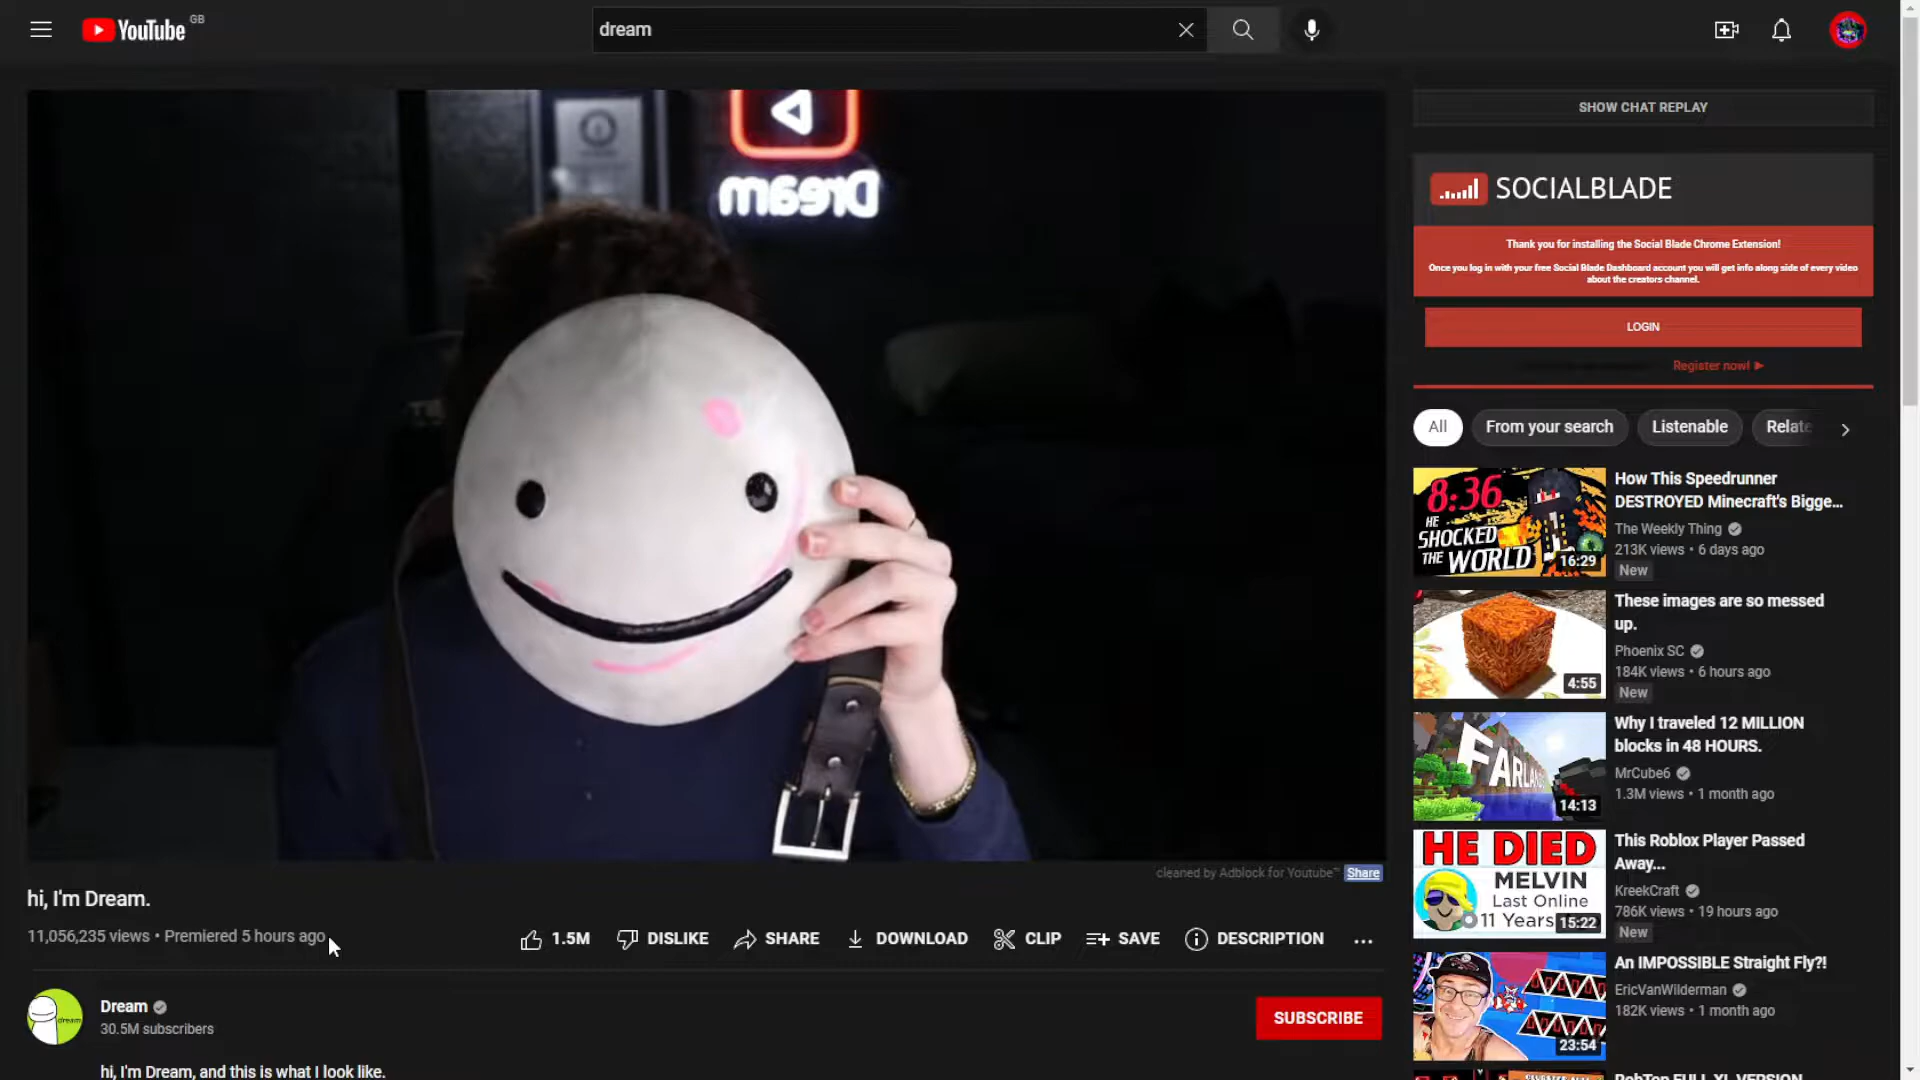 YouTube GB
dream
Dream
SHOW CHAT REPLAY
SOCIALBLADE
Thank you for installing the Social Blade Chrome Extension!
Once you log in with your free Social Blade Dashboard account you will get info along side of every video
about the creators channel.
LOGIN
Register now! ►
All
From your search
Listenable
Relate
8:36
HE
SHOCKED
THE WORLD
16:29
How This Speedrunner
DESTROYED Minecraft's Bigge...
The Weekly Thing
213K views • 6 days ago
New
4:55
These images are so messed
up.
Phoenix SC
184K views • 6 hours ago
New
14:13
Why I traveled 12 MILLION
blocks in 48 HOURS.
MrCube6
1.3M views • 1 month ago
HE DIED
MELVIN
Last Online
11 Years
15:22
This Roblox Player Passed
Away...
KreekCraft
786K views • 19 hours ago
New
23:54
An IMPOSSIBLE Straight Fly?!
EricVanWilderman
182K views • 1 month ago
RobTop FULL XL VERSION
cleaned by Adblock for Youtube™ Share
hi, I'm Dream.
11,056,235 views • Premiered 5 hours ago
1.5M
DISLIKE
SHARE
DOWNLOAD
CLIP
SAVE
DESCRIPTION
dream
Dream
30.5M subscribers
SUBSCRIBE
hi, I'm Dream, and this is what I look like.